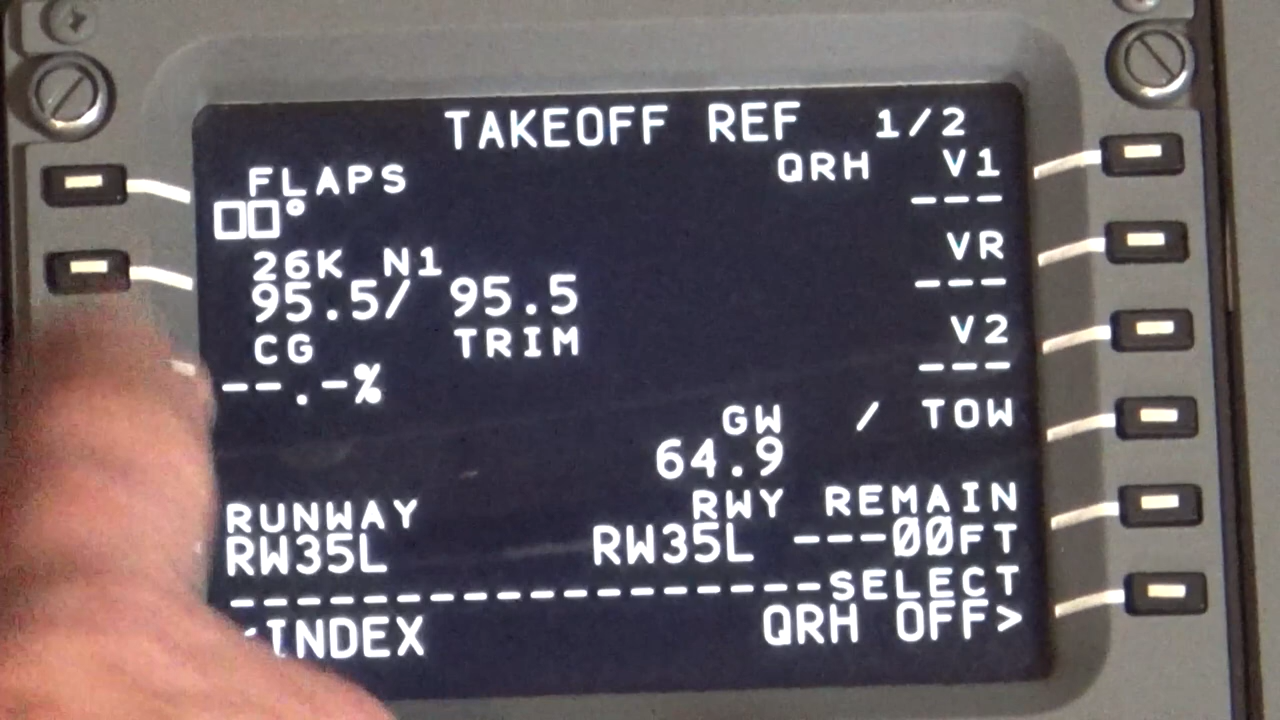 TAKEOFF REF 1/2
FLAPS QRH V1
□□° ---
26K N1 VR
95.5/ 95.5 ---
CG TRIM V2
--.-% ---
GW / TOW
64.9
RUNWAY RWY REMAIN
RW35L RW35L ---00FT
-------------------SELECT
<INDEX QRH OFF>